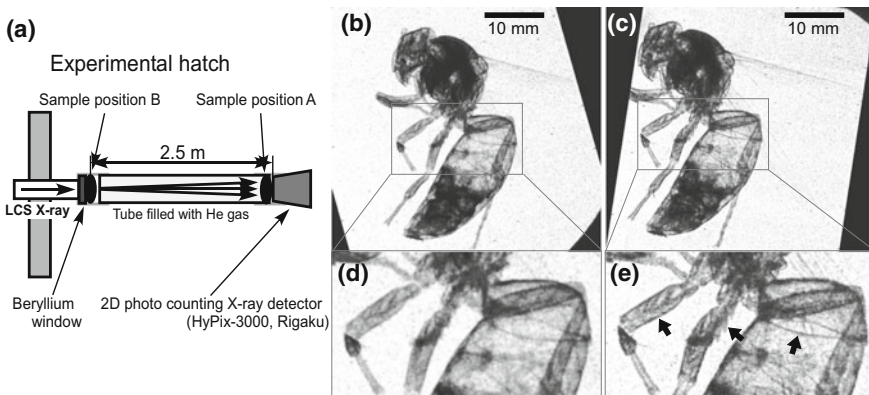 (a)
Experimental hatch
Sample position B
Sample position A
2.5 m
LCS X-ray
Tube filled with He gas
Beryllium
window
2D photo counting X-ray detector
(HyPix-3000, Rigaku)
(b)
10 mm
(c)
10 mm
(d)
(e)